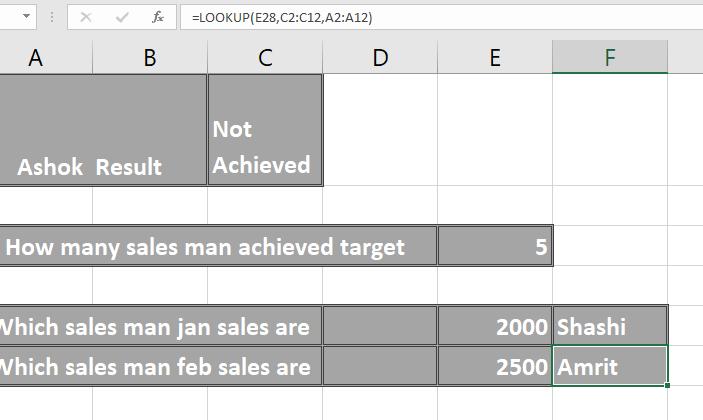 fx =LOOKUP(E28,C2:C12,A2:A12)
A B C D E F
Not
Ashok Result Achieved
How many sales man achieved target 5
Which sales man jan sales are 2000 Shashi
Which sales man feb sales are 2500 Amrit